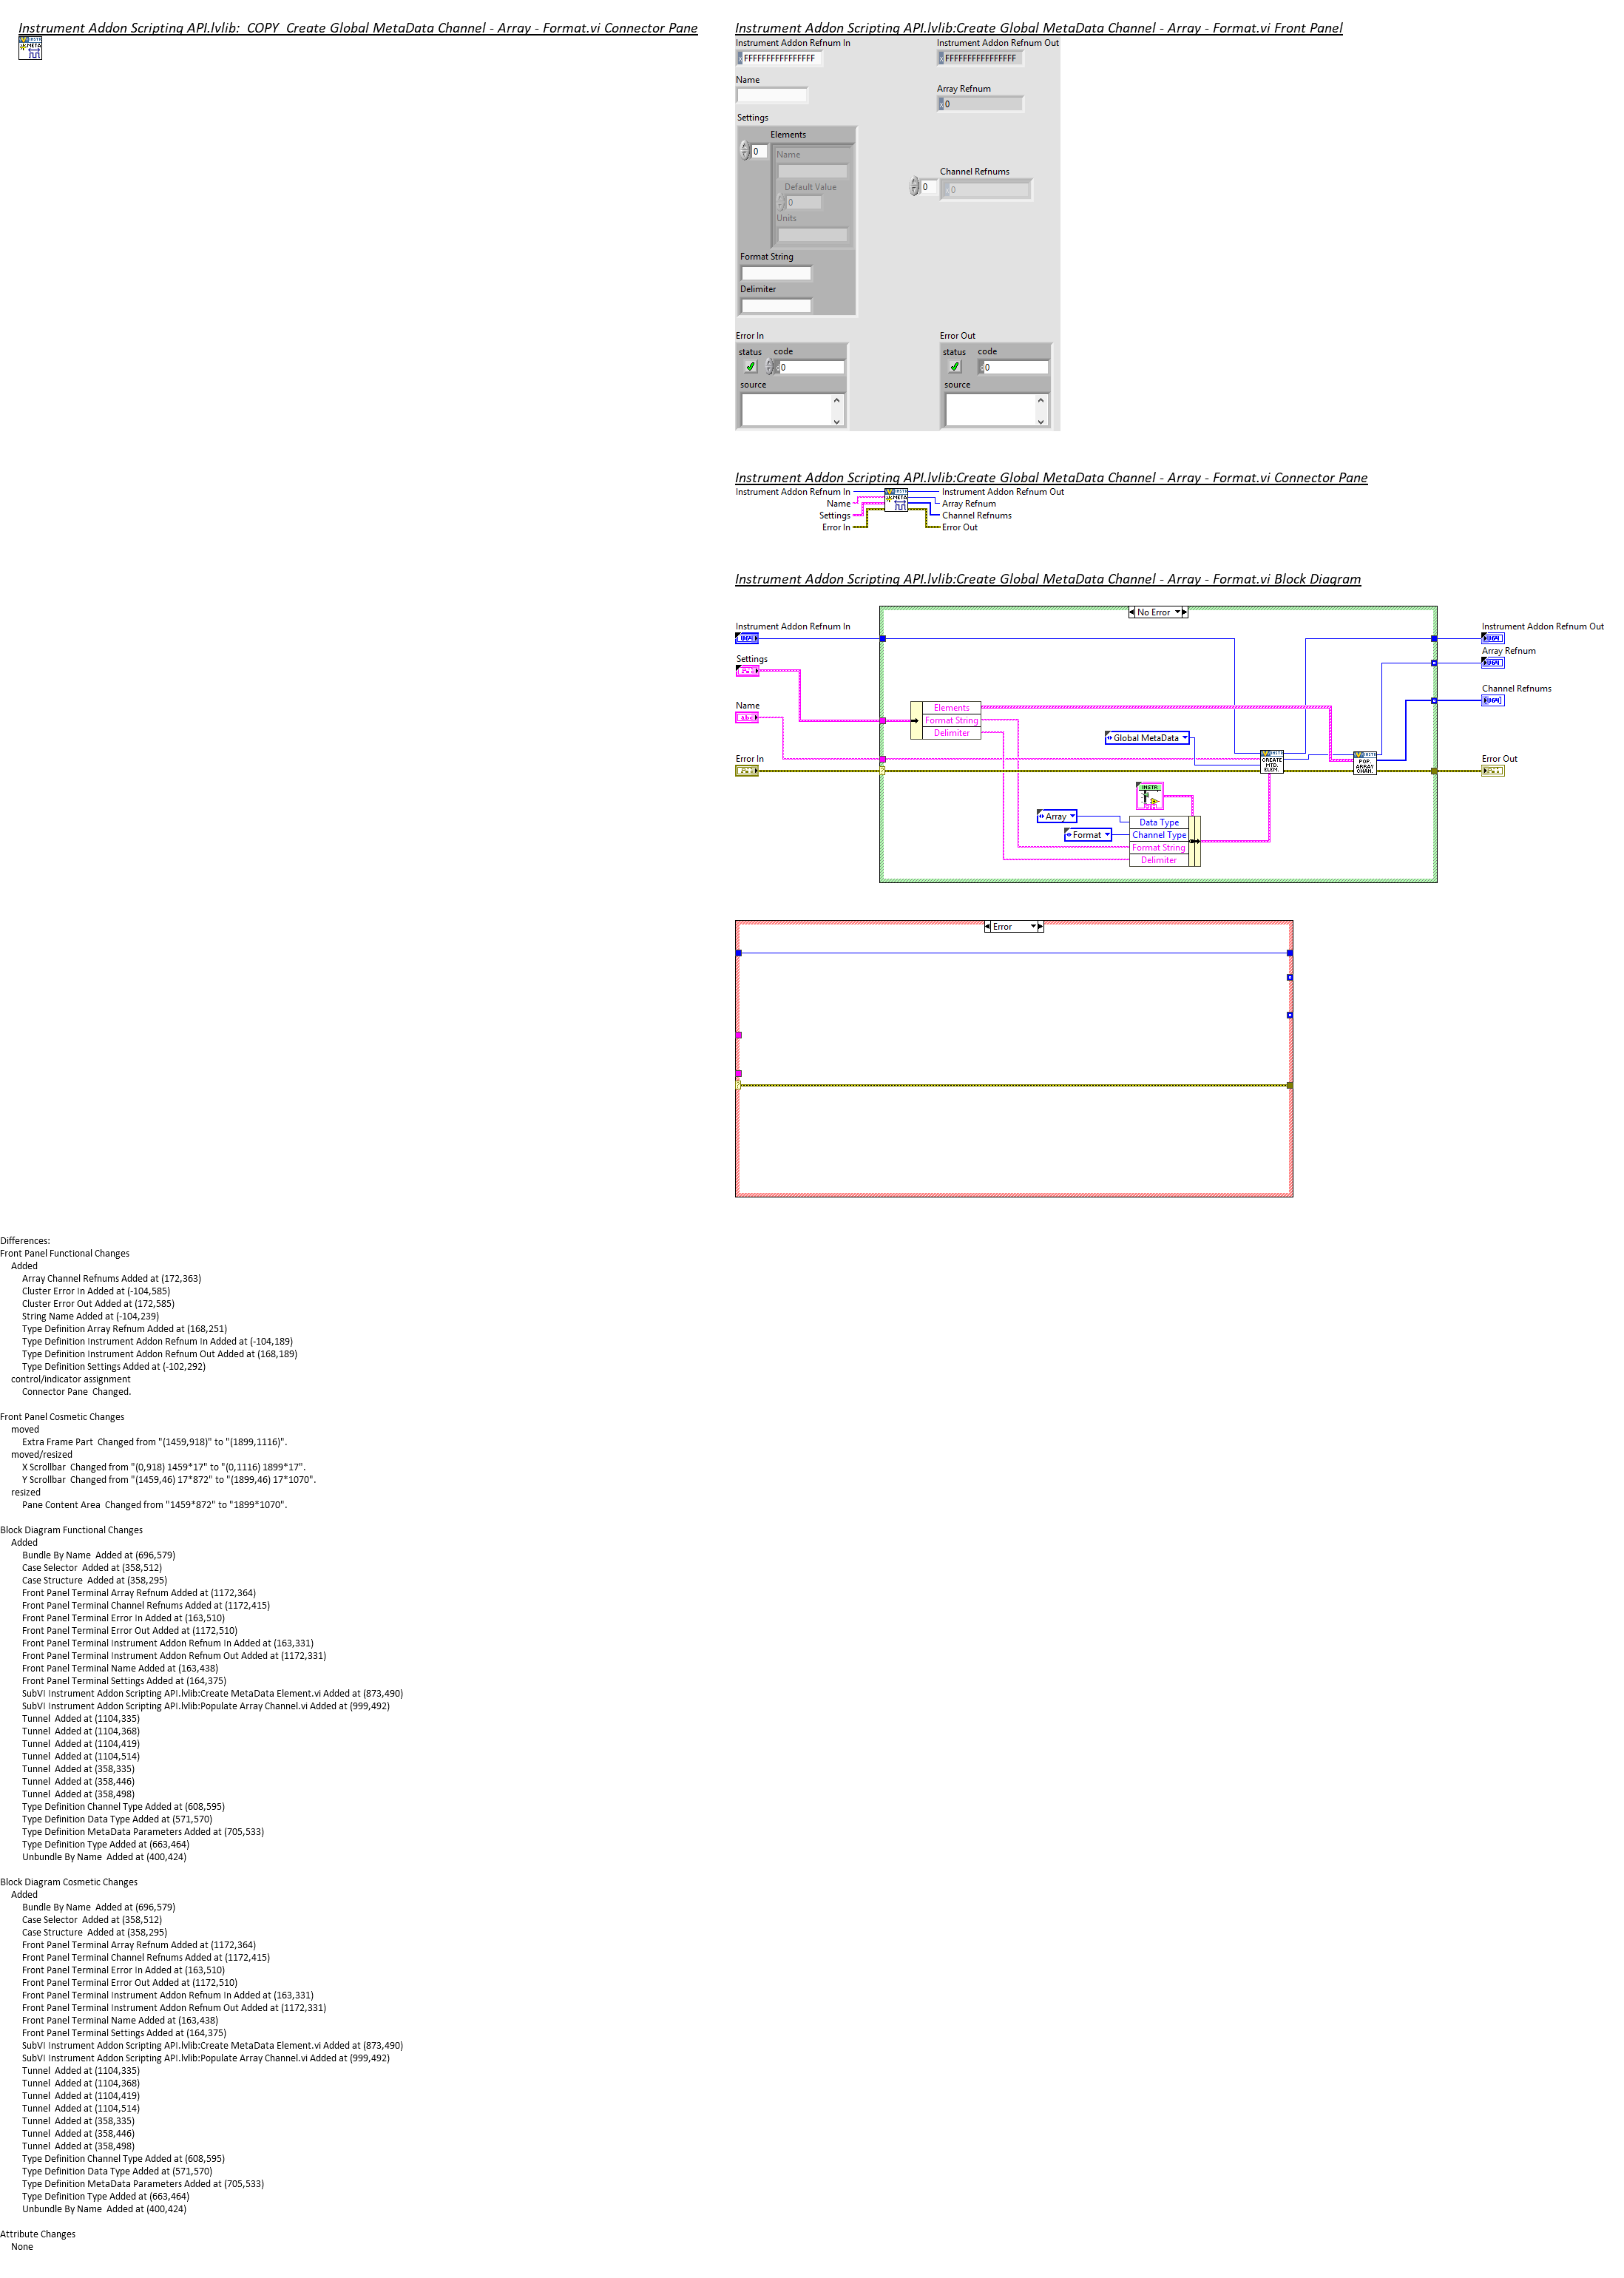 Instrument Addon Scripting API.lvlib:_COPY_Create Global MetaData Channel - Array - Format.vi Connector Pane
Instrument Addon Scripting API.lvlib:Create Global MetaData Channel - Array - Format.vi Front Panel
Instrument Addon Refnum In
Instrument Addon Refnum Out
x FFFFFFFFFFFFFFFF
x FFFFFFFFFFFFFFFF
Name
Array Refnum
x 0
Settings
Elements
0
Name
Channel Refnums
Default Value
0
x 0
0
Units
Format String
Delimiter
Error In
Error Out
status code
status code
0
0
source
source
Instrument Addon Scripting API.lvlib:Create Global MetaData Channel - Array - Format.vi Connector Pane
Instrument Addon Refnum In
Instrument Addon Refnum Out
Name
Array Refnum
Settings
Channel Refnums
Error In
Error Out
META
Instrument Addon Scripting API.lvlib:Create Global MetaData Channel - Array - Format.vi Block Diagram
No Error
Instrument Addon Refnum In
Instrument Addon Refnum Out
Settings
Array Refnum
Channel Refnums
Name
abc
Elements
Format String
Delimiter
Global MetaData
Error In
Error Out
CREATE
MTD.
ELEM.
POP.
ARRAY
CHAN.
INSTR.
Array
Data Type
Format
Channel Type
Format String
Delimiter
Error
Differences:
Front Panel Functional Changes
Added
Array Channel Refnums Added at (172,363)
Cluster Error In Added at (-104,585)
Cluster Error Out Added at (172,585)
String Name Added at (-104,239)
Type Definition Array Refnum Added at (168,251)
Type Definition Instrument Addon Refnum In Added at (-104,189)
Type Definition Instrument Addon Refnum Out Added at (168,189)
Type Definition Settings Added at (-102,292)
control/indicator assignment
Connector Pane  Changed.
Front Panel Cosmetic Changes
moved
Extra Frame Part  Changed from "(1459,918)" to "(1899,1116)".
moved/resized
X Scrollbar  Changed from "(0,918) 1459*17" to "(0,1116) 1899*17".
Y Scrollbar  Changed from "(1459,46) 17*872" to "(1899,46) 17*1070".
resized
Pane Content Area  Changed from "1459*872" to "1899*1070".
Block Diagram Functional Changes
Added
Bundle By Name  Added at (696,579)
Case Selector  Added at (358,512)
Case Structure  Added at (358,295)
Front Panel Terminal Array Refnum Added at (1172,364)
Front Panel Terminal Channel Refnums Added at (1172,415)
Front Panel Terminal Error In Added at (163,510)
Front Panel Terminal Error Out Added at (1172,510)
Front Panel Terminal Instrument Addon Refnum In Added at (163,331)
Front Panel Terminal Instrument Addon Refnum Out Added at (1172,331)
Front Panel Terminal Name Added at (163,438)
Front Panel Terminal Settings Added at (164,375)
SubVI Instrument Addon Scripting API.lvlib:Create MetaData Element.vi Added at (873,490)
SubVI Instrument Addon Scripting API.lvlib:Populate Array Channel.vi Added at (999,492)
Tunnel  Added at (1104,335)
Tunnel  Added at (1104,368)
Tunnel  Added at (1104,419)
Tunnel  Added at (1104,514)
Tunnel  Added at (358,335)
Tunnel  Added at (358,446)
Tunnel  Added at (358,498)
Type Definition Channel Type Added at (608,595)
Type Definition Data Type Added at (571,570)
Type Definition MetaData Parameters Added at (705,533)
Type Definition Type Added at (663,464)
Unbundle By Name  Added at (400,424)
Block Diagram Cosmetic Changes
Added
Bundle By Name  Added at (696,579)
Case Selector  Added at (358,512)
Case Structure  Added at (358,295)
Front Panel Terminal Array Refnum Added at (1172,364)
Front Panel Terminal Channel Refnums Added at (1172,415)
Front Panel Terminal Error In Added at (163,510)
Front Panel Terminal Error Out Added at (1172,510)
Front Panel Terminal Instrument Addon Refnum In Added at (163,331)
Front Panel Terminal Instrument Addon Refnum Out Added at (1172,331)
Front Panel Terminal Name Added at (163,438)
Front Panel Terminal Settings Added at (164,375)
SubVI Instrument Addon Scripting API.lvlib:Create MetaData Element.vi Added at (873,490)
SubVI Instrument Addon Scripting API.lvlib:Populate Array Channel.vi Added at (999,492)
Tunnel  Added at (1104,335)
Tunnel  Added at (1104,368)
Tunnel  Added at (1104,419)
Tunnel  Added at (1104,514)
Tunnel  Added at (358,335)
Tunnel  Added at (358,446)
Tunnel  Added at (358,498)
Type Definition Channel Type Added at (608,595)
Type Definition Data Type Added at (571,570)
Type Definition MetaData Parameters Added at (705,533)
Type Definition Type Added at (663,464)
Unbundle By Name  Added at (400,424)
Attribute Changes
None